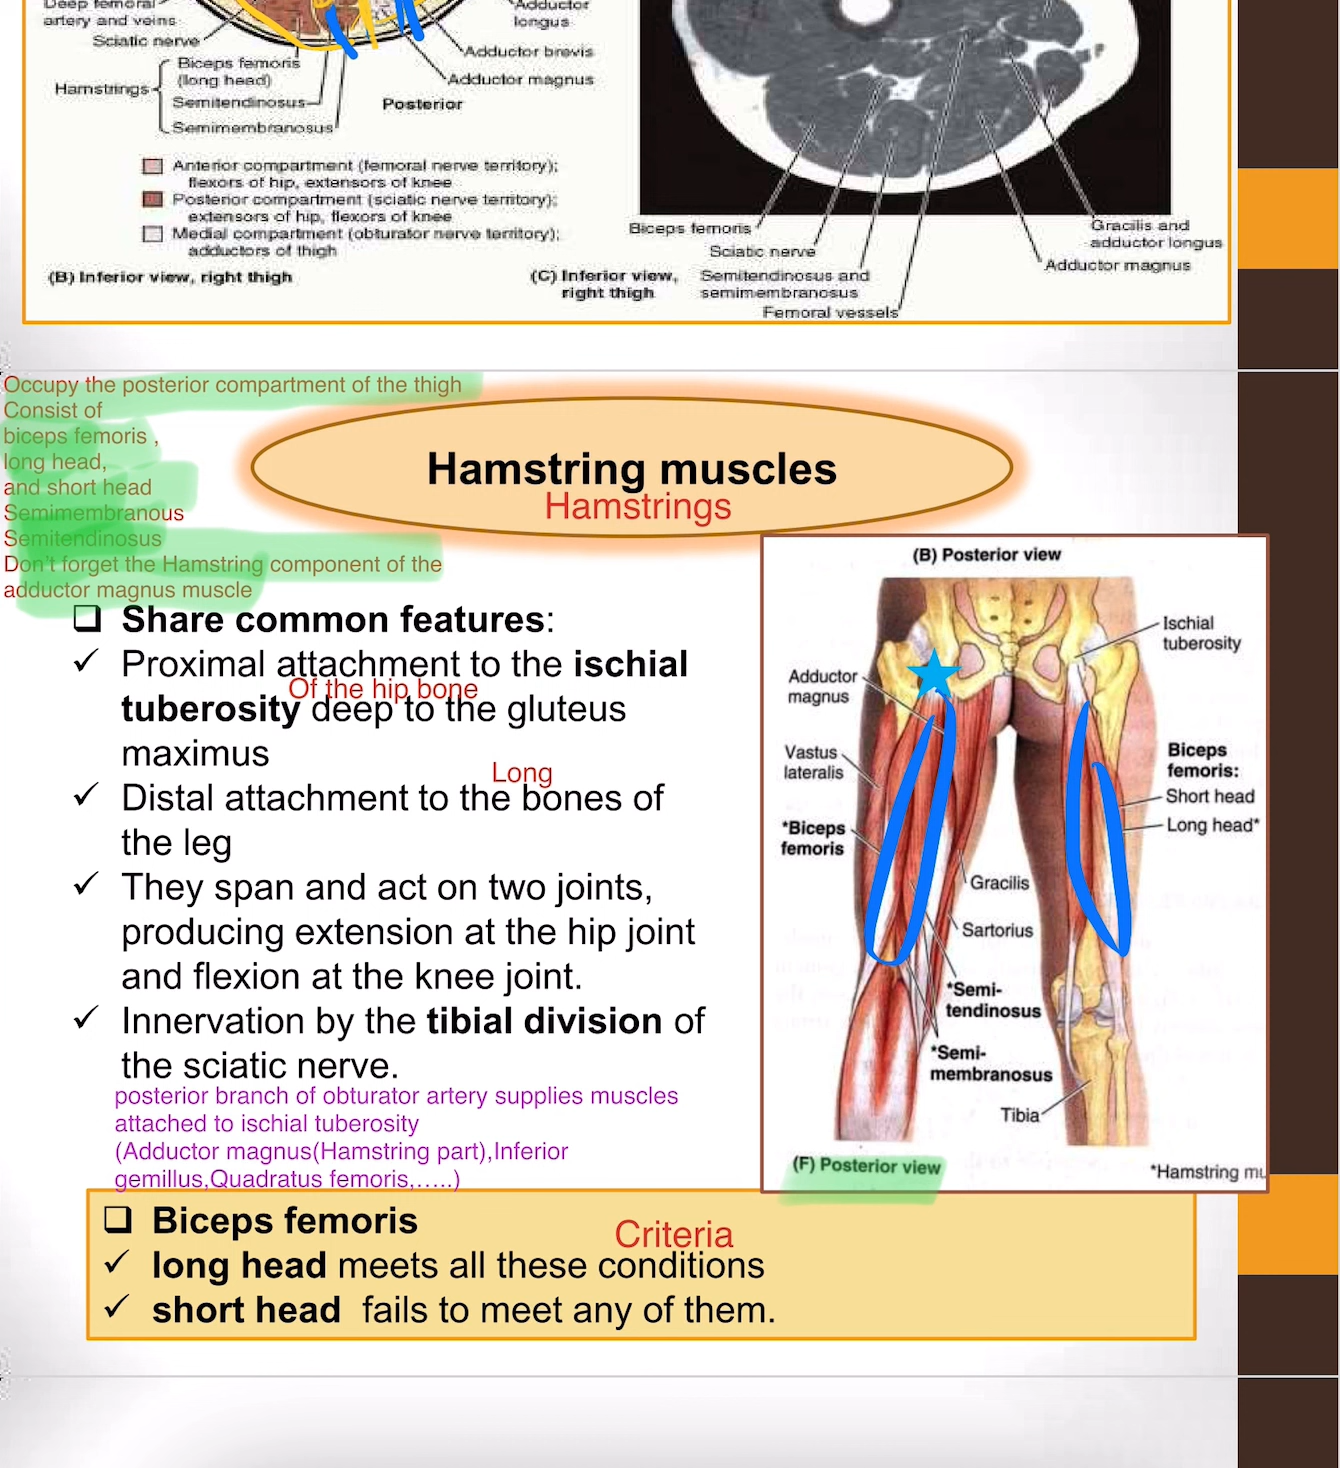 Deep femoral
artery and veins
Sciatic nerve
Hamstrings
Biceps femoris
(long head)
Semitendinosus
Semimembranosus
Adductor
longus
Adductor brevis
Adductor magnus
Posterior
Anterior compartment (femoral nerve territory);
flexors of hip, extensors of knee
Posterior compartment (sciatic nerve territory);
extensors of hip, flexors of knee
Medial compartment (obturator nerve territory);
adductors of thigh
(B) Inferior view, right thigh
(C) Inferior view,
right thigh
Biceps femoris
Sciatic nerve
Semitendinosus and
semimembranosus
Femoral vessels
Gracilis and
adductor longus
Adductor magnus
Occupy the posterior compartment of the thigh
Consist of
biceps femoris ,
long head,
and short head
Semimembranous
Semitendinosus
Don't forget the Hamstring component of the
adductor magnus muscle
Hamstring muscles
Hamstrings
❑ Share common features:
✓ Proximal attachment to the ischial
Of the hip bone
tuberosity deep to the gluteus
maximus
Long
✓ Distal attachment to the bones of
the leg
✓ They span and act on two joints,
producing extension at the hip joint
and flexion at the knee joint.
✓ Innervation by the tibial division of
the sciatic nerve.
posterior branch of obturator artery supplies muscles
attached to ischial tuberosity
(Adductor magnus(Hamstring part),Inferior
gemillus,Quadratus femoris,.....)
(B) Posterior view
Ischial
tuberosity
Adductor
magnus
Vastus
lateralis
*Biceps
femoris
Biceps
femoris:
Short head
Long head*
Gracilis
Sartorius
*Semi-
tendinosus
*Semi-
membranosus
Tibia
(F) Posterior view
*Hamstring mu
❑ Biceps femoris
Criteria
✓ long head meets all these conditions
✓ short head fails to meet any of them.